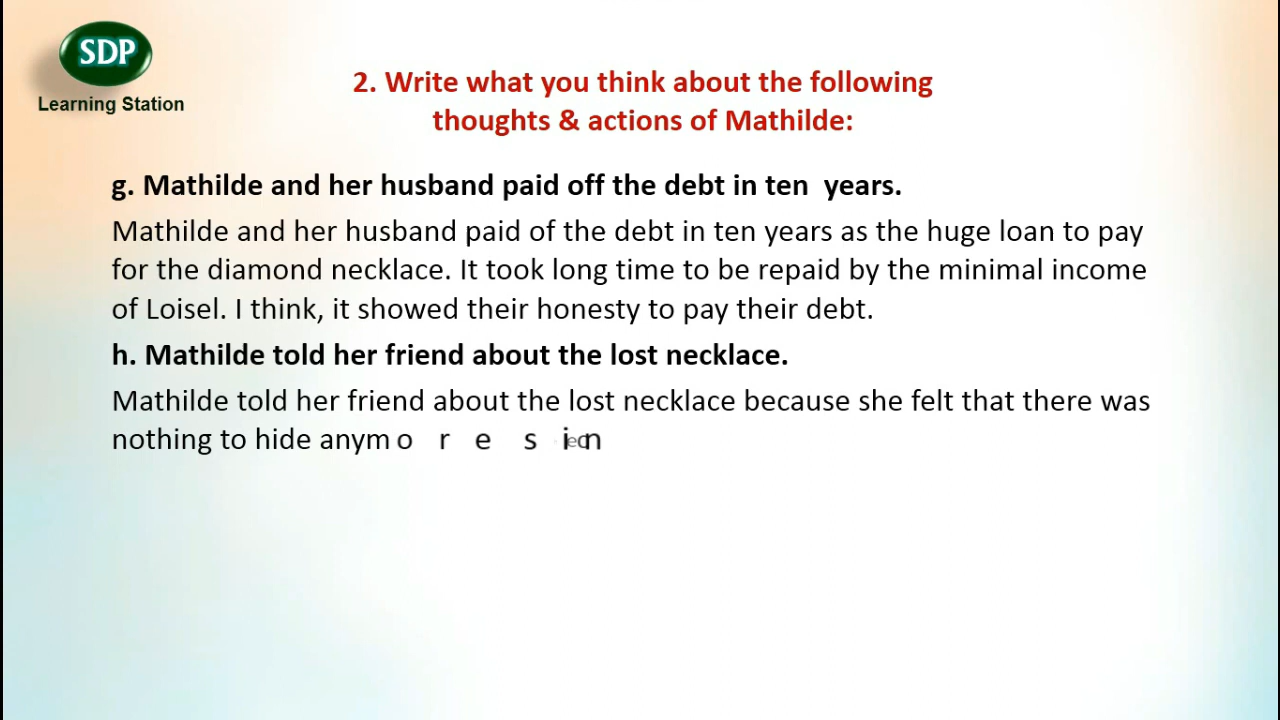 SDP
Learning Station
2. Write what you think about the following
thoughts & actions of Mathilde:
g. Mathilde and her husband paid off the debt in ten years.
Mathilde and her husband paid of the debt in ten years as the huge loan to pay
for the diamond necklace. It took long time to be repaid by the minimal income
of Loisel. I think, it showed their honesty to pay their debt.
h. Mathilde told her friend about the lost necklace.
Mathilde told her friend about the lost necklace because she felt that there was
nothing to hide anymore